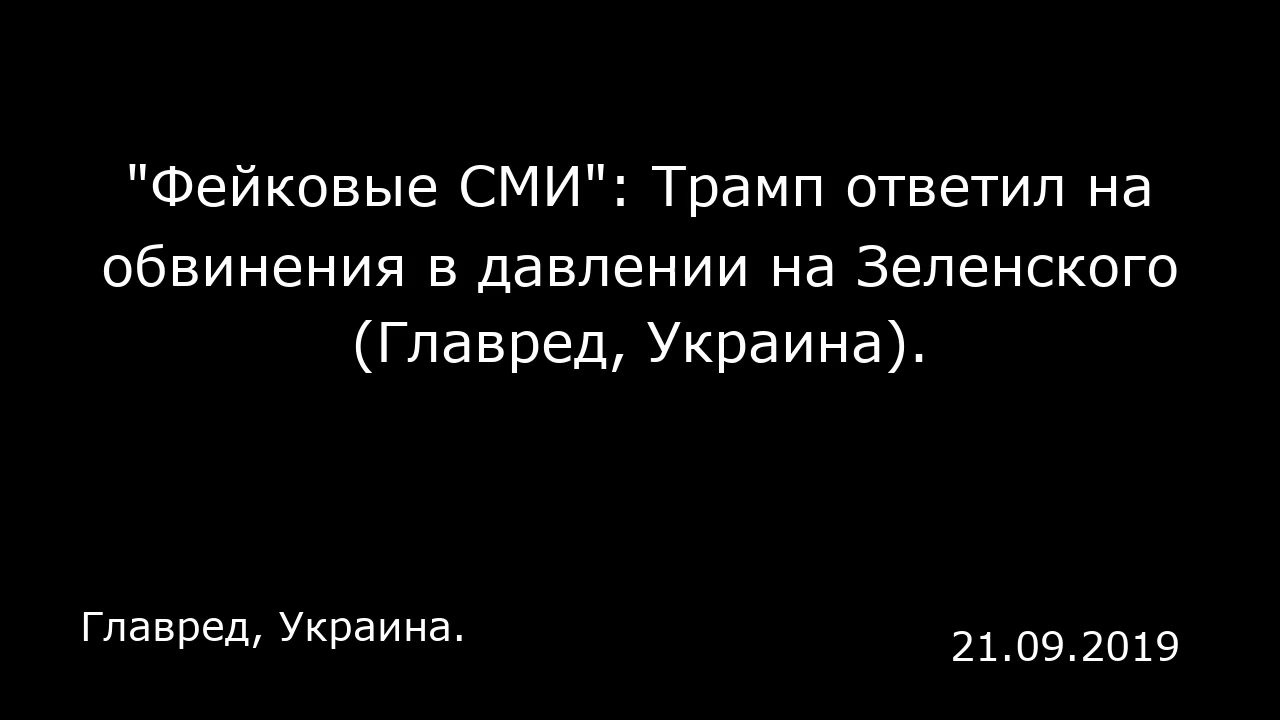 "Фейковые СМИ": Трамп ответил на
обвинения в давлении на Зеленского
(Главред, Украина).
Главред, Украина.
21.09.2019